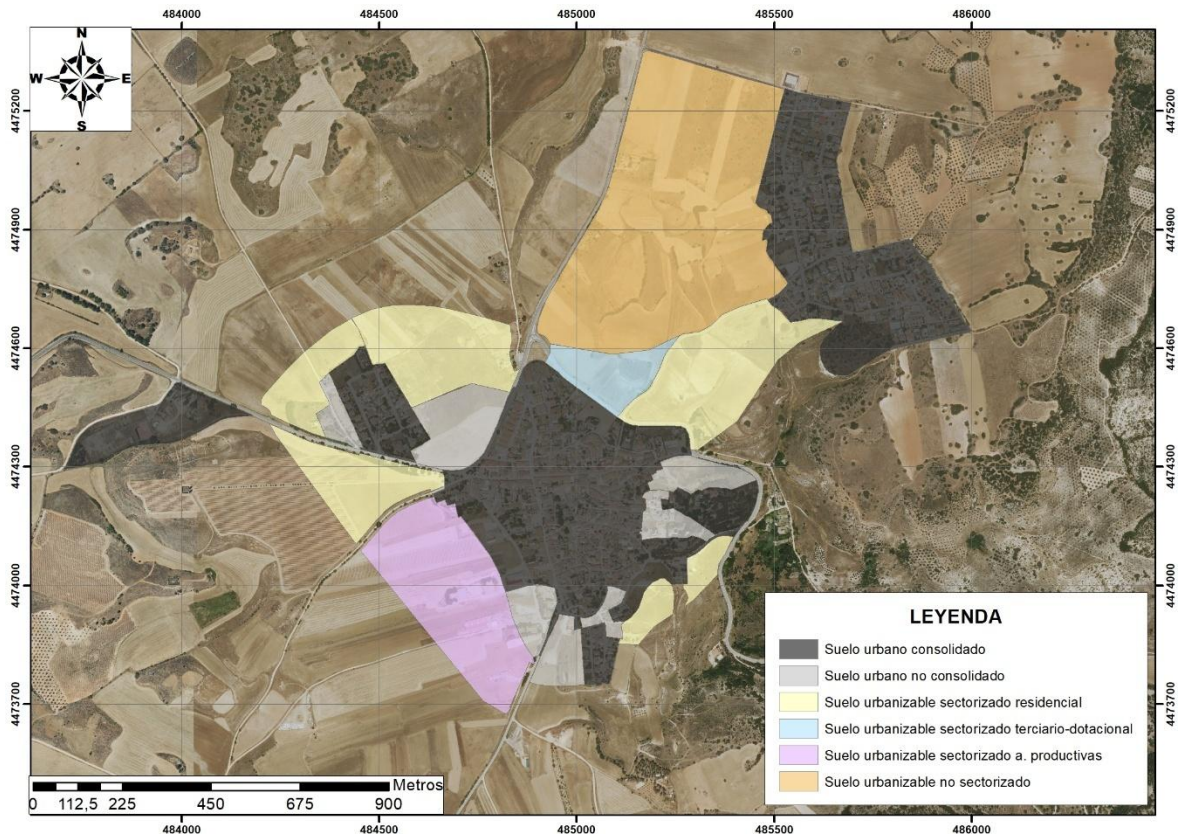 484000 484500 485000 485500 486000
N
W E
S
4475200 4475200
4474900 4474900
4474600 4474600
4474300 4474300
4474000 4474000
4473700 4473700
LEYENDA
Suelo urbano consolidado
Suelo urbano no consolidado
Suelo urbanizable sectorizado residencial
Suelo urbanizable sectorizado terciario-dotacional
Suelo urbanizable sectorizado a. productivas
Suelo urbanizable no sectorizado
Metros
0 112,5 225 450 675 900
484000 484500 485000 485500 486000